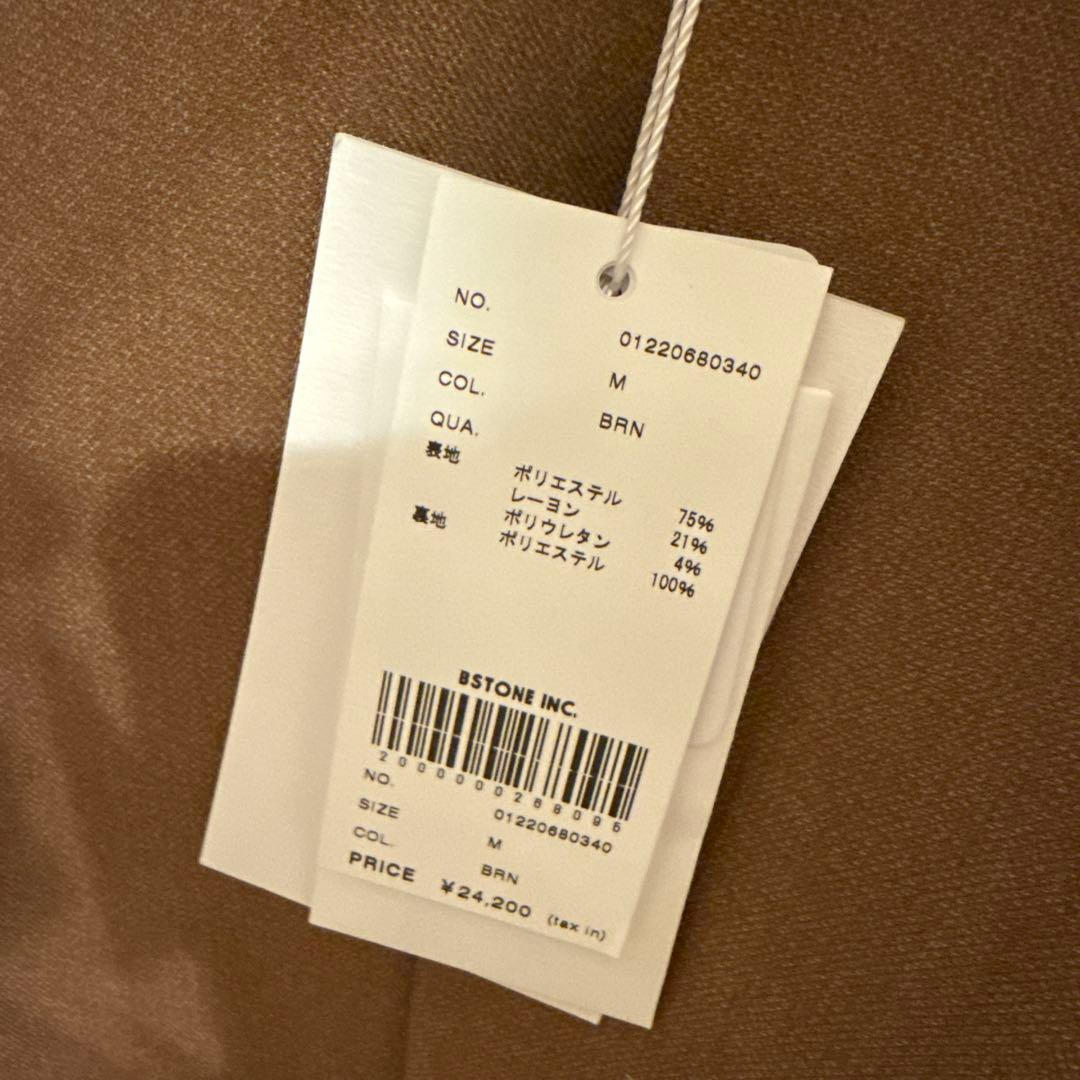 NO. 01220680340
SIZE M
COL. BRN
QUA.
表地 ポリエステル 75%
レーヨン 21%
ポリウレタン 4%
裏地 ポリエステル 100%
BSTONE INC.
2000000268095
NO. 01220680340
SIZE M
COL. BRN
PRICE ¥24,200 (tax in)